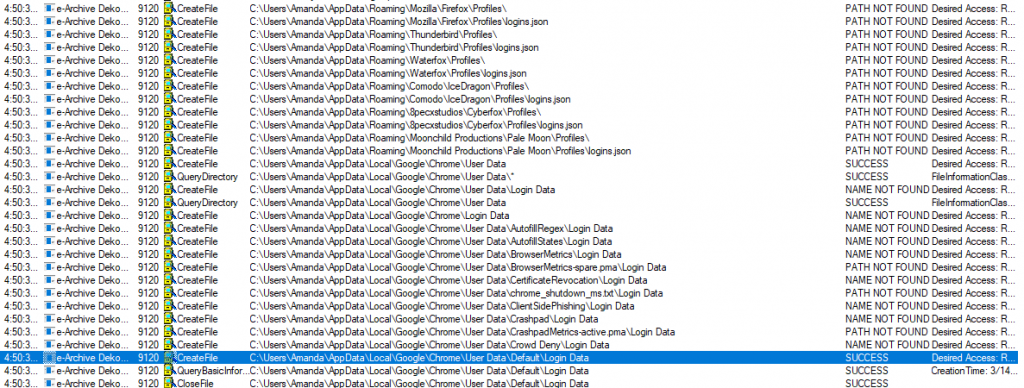 4:50:3... e-Archive Deko... 9120 CreateFile C:\Users\Amanda\AppData\Roaming\Mozilla\Firefox\Profiles\ PATH NOT FOUND Desired Access: R...
4:50:3... e-Archive Deko... 9120 CreateFile C:\Users\Amanda\AppData\Roaming\Mozilla\Firefox\Profiles\logins.json PATH NOT FOUND Desired Access: R...
4:50:3... e-Archive Deko... 9120 CreateFile C:\Users\Amanda\AppData\Roaming\Thunderbird\Profiles\ PATH NOT FOUND Desired Access: R...
4:50:3... e-Archive Deko... 9120 CreateFile C:\Users\Amanda\AppData\Roaming\Thunderbird\Profiles\logins.json PATH NOT FOUND Desired Access: R...
4:50:3... e-Archive Deko... 9120 CreateFile C:\Users\Amanda\AppData\Roaming\Waterfox\Profiles\ PATH NOT FOUND Desired Access: R...
4:50:3... e-Archive Deko... 9120 CreateFile C:\Users\Amanda\AppData\Roaming\Waterfox\Profiles\logins.json PATH NOT FOUND Desired Access: R...
4:50:3... e-Archive Deko... 9120 CreateFile C:\Users\Amanda\AppData\Roaming\Comodo\IceDragon\Profiles\ PATH NOT FOUND Desired Access: R...
4:50:3... e-Archive Deko... 9120 CreateFile C:\Users\Amanda\AppData\Roaming\Comodo\IceDragon\Profiles\logins.json PATH NOT FOUND Desired Access: R...
4:50:3... e-Archive Deko... 9120 CreateFile C:\Users\Amanda\AppData\Roaming\8pecxstudios\Cyberfox\Profiles\ PATH NOT FOUND Desired Access: R...
4:50:3... e-Archive Deko... 9120 CreateFile C:\Users\Amanda\AppData\Roaming\8pecxstudios\Cyberfox\Profiles\logins.json PATH NOT FOUND Desired Access: R...
4:50:3... e-Archive Deko... 9120 CreateFile C:\Users\Amanda\AppData\Roaming\Moonchild Productions\Pale Moon\Profiles\ PATH NOT FOUND Desired Access: R...
4:50:3... e-Archive Deko... 9120 CreateFile C:\Users\Amanda\AppData\Roaming\Moonchild Productions\Pale Moon\Profiles\logins.json PATH NOT FOUND Desired Access: R...
4:50:3... e-Archive Deko... 9120 CreateFile C:\Users\Amanda\AppData\Local\Google\Chrome\User Data SUCCESS Desired Access: R...
4:50:3... e-Archive Deko... 9120 QueryDirectory C:\Users\Amanda\AppData\Local\Google\Chrome\User Data\* SUCCESS FileInformationClas...
4:50:3... e-Archive Deko... 9120 CreateFile C:\Users\Amanda\AppData\Local\Google\Chrome\User Data\Login Data NAME NOT FOUND Desired Access: R...
4:50:3... e-Archive Deko... 9120 QueryDirectory C:\Users\Amanda\AppData\Local\Google\Chrome\User Data SUCCESS FileInformationClas...
4:50:3... e-Archive Deko... 9120 CreateFile C:\Users\Amanda\AppData\Local\Google\Chrome\Login Data NAME NOT FOUND Desired Access: R...
4:50:3... e-Archive Deko... 9120 CreateFile C:\Users\Amanda\AppData\Local\Google\Chrome\User Data\AutofillRegex\Login Data NAME NOT FOUND Desired Access: R...
4:50:3... e-Archive Deko... 9120 CreateFile C:\Users\Amanda\AppData\Local\Google\Chrome\User Data\AutofillStates\Login Data NAME NOT FOUND Desired Access: R...
4:50:3... e-Archive Deko... 9120 CreateFile C:\Users\Amanda\AppData\Local\Google\Chrome\User Data\BrowserMetrics\Login Data NAME NOT FOUND Desired Access: R...
4:50:3... e-Archive Deko... 9120 CreateFile C:\Users\Amanda\AppData\Local\Google\Chrome\User Data\BrowserMetrics-spare.pma\Login Data PATH NOT FOUND Desired Access: R...
4:50:3... e-Archive Deko... 9120 CreateFile C:\Users\Amanda\AppData\Local\Google\Chrome\User Data\CertificateRevocation\Login Data NAME NOT FOUND Desired Access: R...
4:50:3... e-Archive Deko... 9120 CreateFile C:\Users\Amanda\AppData\Local\Google\Chrome\User Data\chrome_shutdown_ms.txt\Login Data PATH NOT FOUND Desired Access: R...
4:50:3... e-Archive Deko... 9120 CreateFile C:\Users\Amanda\AppData\Local\Google\Chrome\User Data\ClientSidePhishing\Login Data NAME NOT FOUND Desired Access: R...
4:50:3... e-Archive Deko... 9120 CreateFile C:\Users\Amanda\AppData\Local\Google\Chrome\User Data\Crashpad\Login Data NAME NOT FOUND Desired Access: R...
4:50:3... e-Archive Deko... 9120 CreateFile C:\Users\Amanda\AppData\Local\Google\Chrome\User Data\CrashpadMetrics-active.pma\Login Data PATH NOT FOUND Desired Access: R...
4:50:3... e-Archive Deko... 9120 CreateFile C:\Users\Amanda\AppData\Local\Google\Chrome\User Data\Crowd Deny\Login Data NAME NOT FOUND Desired Access: R...
4:50:3... e-Archive Deko... 9120 CreateFile C:\Users\Amanda\AppData\Local\Google\Chrome\User Data\Default\Login Data SUCCESS Desired Access: R...
4:50:3... e-Archive Deko... 9120 QueryBasicInfor... C:\Users\Amanda\AppData\Local\Google\Chrome\User Data\Default\Login Data SUCCESS CreationTime: 3/14...
4:50:3... e-Archive Deko... 9120 CloseFile C:\Users\Amanda\AppData\Local\Google\Chrome\User Data\Default\Login Data SUCCESS